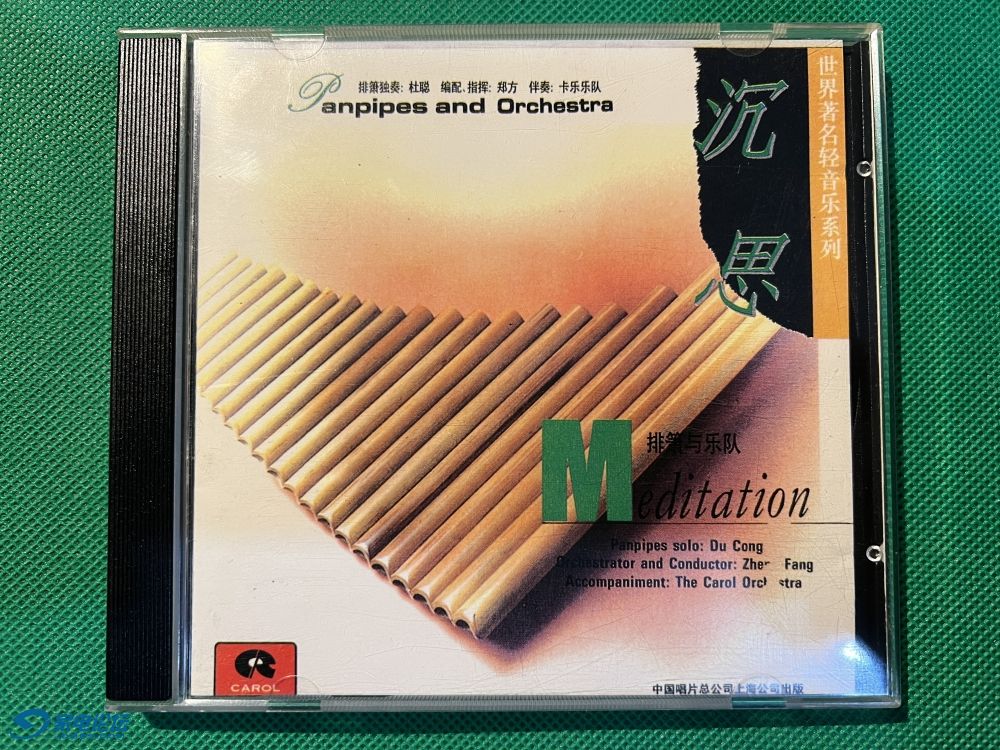 排箫独奏: 杜聪 编配、指挥: 郑方 伴奏: 卡乐乐队
Panpipes and Orchestra
沉思
世界著名轻音乐系列
排箫与乐队
Meditation
Panpipes solo: Du Cong
Orchestrator and Conductor: Zheng Fang
Accompaniment: The Carol Orchestra
CAROL
中国唱片总公司上海公司出版